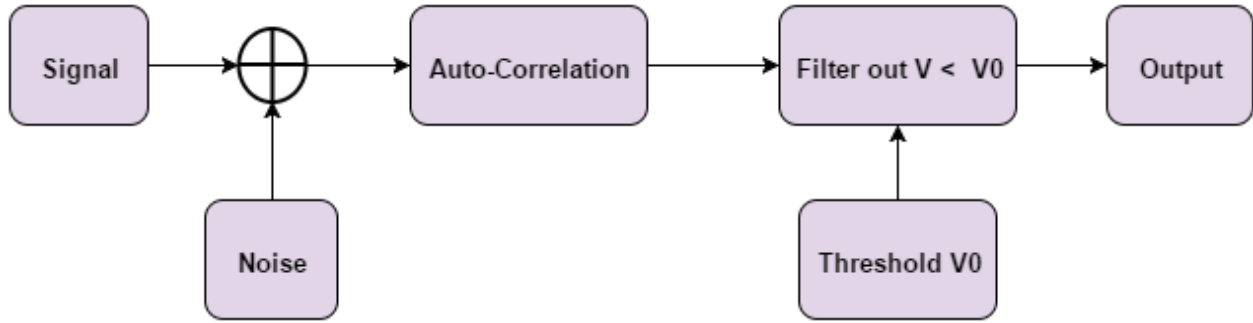 Signal
Auto-Correlation
Filter out V < V0
Output
Noise
Threshold V0